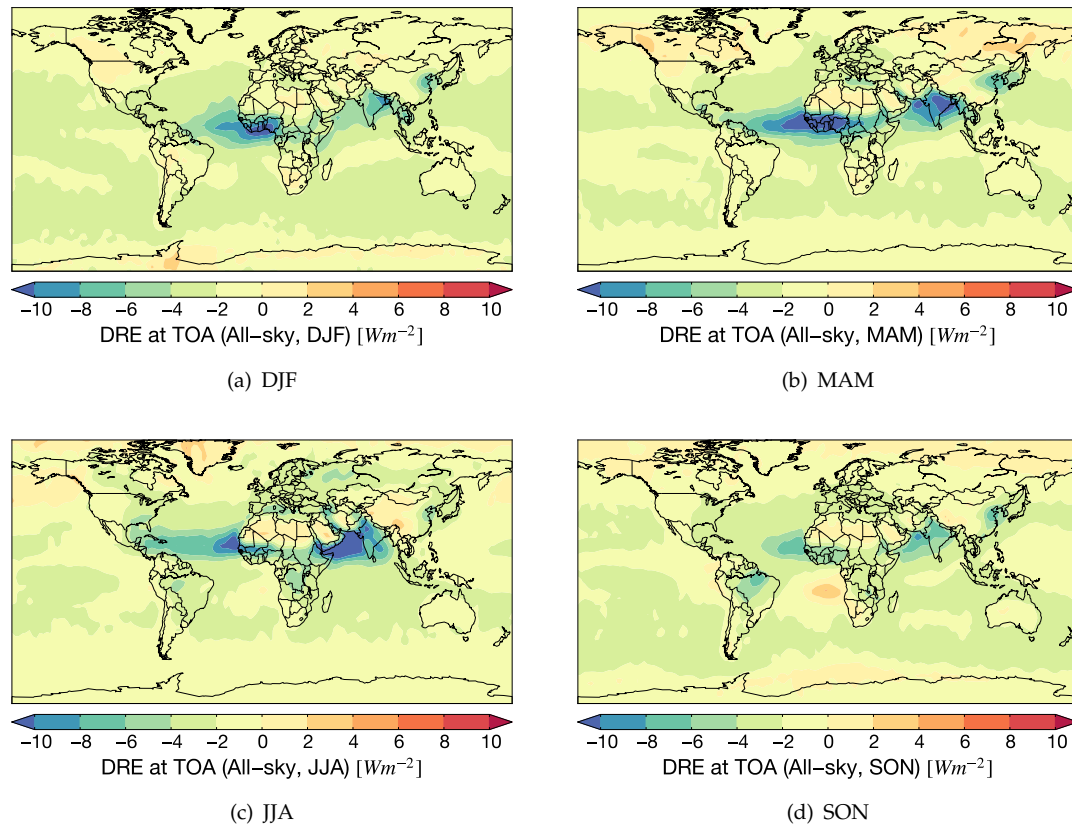 −10 −8 −6 −4 −2 0 2 4 6 8 10
DRE at TOA (All-sky, DJF) [Wm⁻²]
(a) DJF
−10 −8 −6 −4 −2 0 2 4 6 8 10
DRE at TOA (All-sky, MAM) [Wm⁻²]
(b) MAM
−10 −8 −6 −4 −2 0 2 4 6 8 10
DRE at TOA (All-sky, JJA) [Wm⁻²]
(c) JJA
−10 −8 −6 −4 −2 0 2 4 6 8 10
DRE at TOA (All-sky, SON) [Wm⁻²]
(d) SON